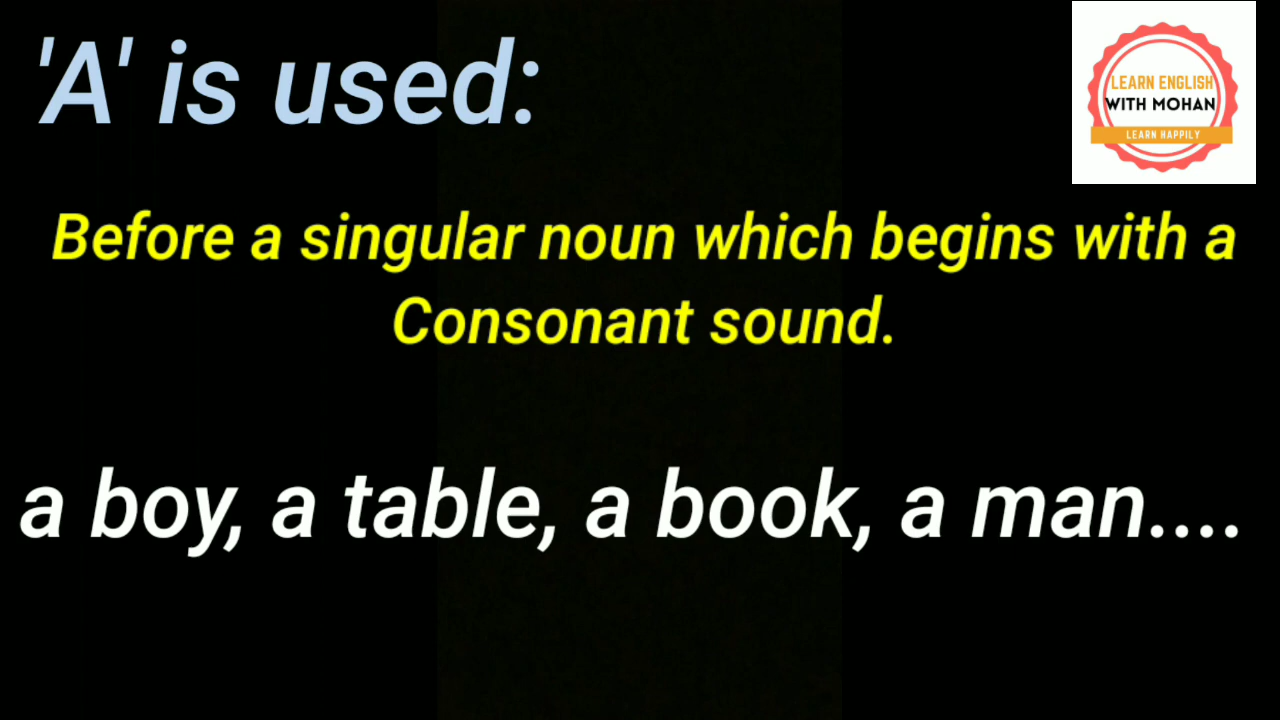 'A' is used:
LEARN ENGLISH
WITH MOHAN
LEARN HAPPILY
Before a singular noun which begins with a
Consonant sound.
a boy, a table, a book, a man....